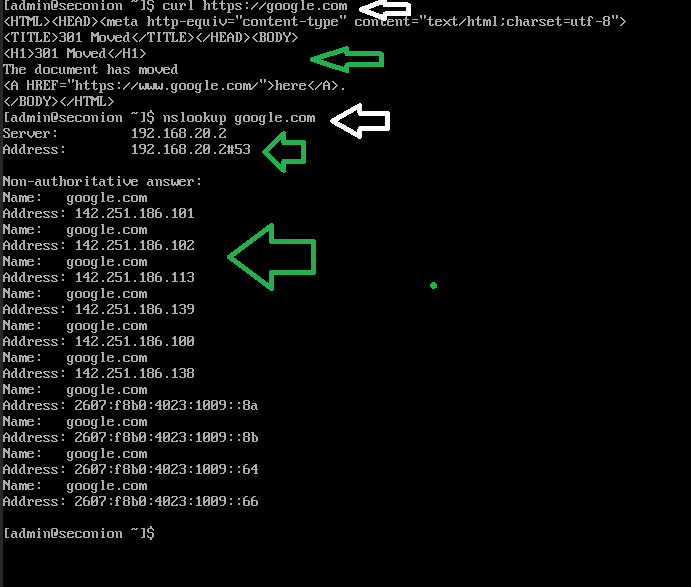 [admin@seconion ~]$ curl https://google.com
<HTML><HEAD><meta http-equiv="content-type" content="text/html;charset=utf-8">
<TITLE>301 Moved</TITLE></HEAD><BODY>
<H1>301 Moved</H1>
The document has moved
<A HREF="https://www.google.com/">here</A>.
</BODY></HTML>
[admin@seconion ~]$ nslookup google.com
Server:         192.168.20.2
Address:        192.168.20.2#53

Non-authoritative answer:
Name:   google.com
Address: 142.251.186.101
Name:   google.com
Address: 142.251.186.102
Name:   google.com
Address: 142.251.186.113
Name:   google.com
Address: 142.251.186.139
Name:   google.com
Address: 142.251.186.100
Name:   google.com
Address: 142.251.186.138
Name:   google.com
Address: 2607:f8b0:4023:1009::8a
Name:   google.com
Address: 2607:f8b0:4023:1009::8b
Name:   google.com
Address: 2607:f8b0:4023:1009::64
Name:   google.com
Address: 2607:f8b0:4023:1009::66

[admin@seconion ~]$